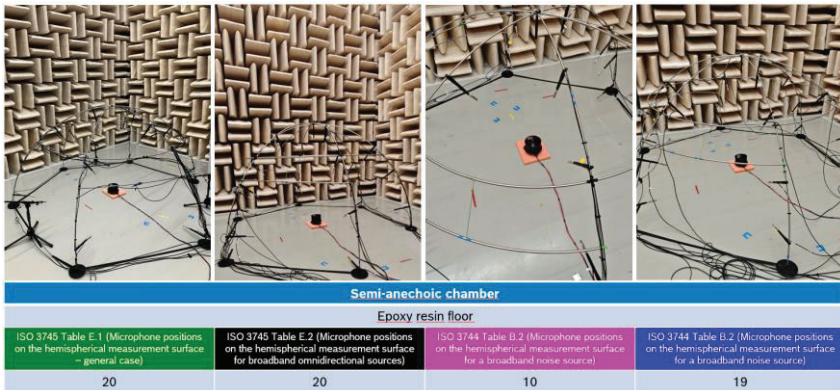 Semi-anechoic chamber
Epoxy resin floor
ISO 3745 Table E.1 (Microphone positions
on the hemispherical measurement surface
– general case)
ISO 3745 Table E.2 (Microphone positions
on the hemispherical measurement surface
for broadband omnidirectional sources)
ISO 3744 Table B.2 (Microphone positions
on the hemispherical measurement surface
for a broadband noise source)
ISO 3744 Table B.2 (Microphone positions
on the hemispherical measurement surface
for a broadband noise source)
20
20
10
19